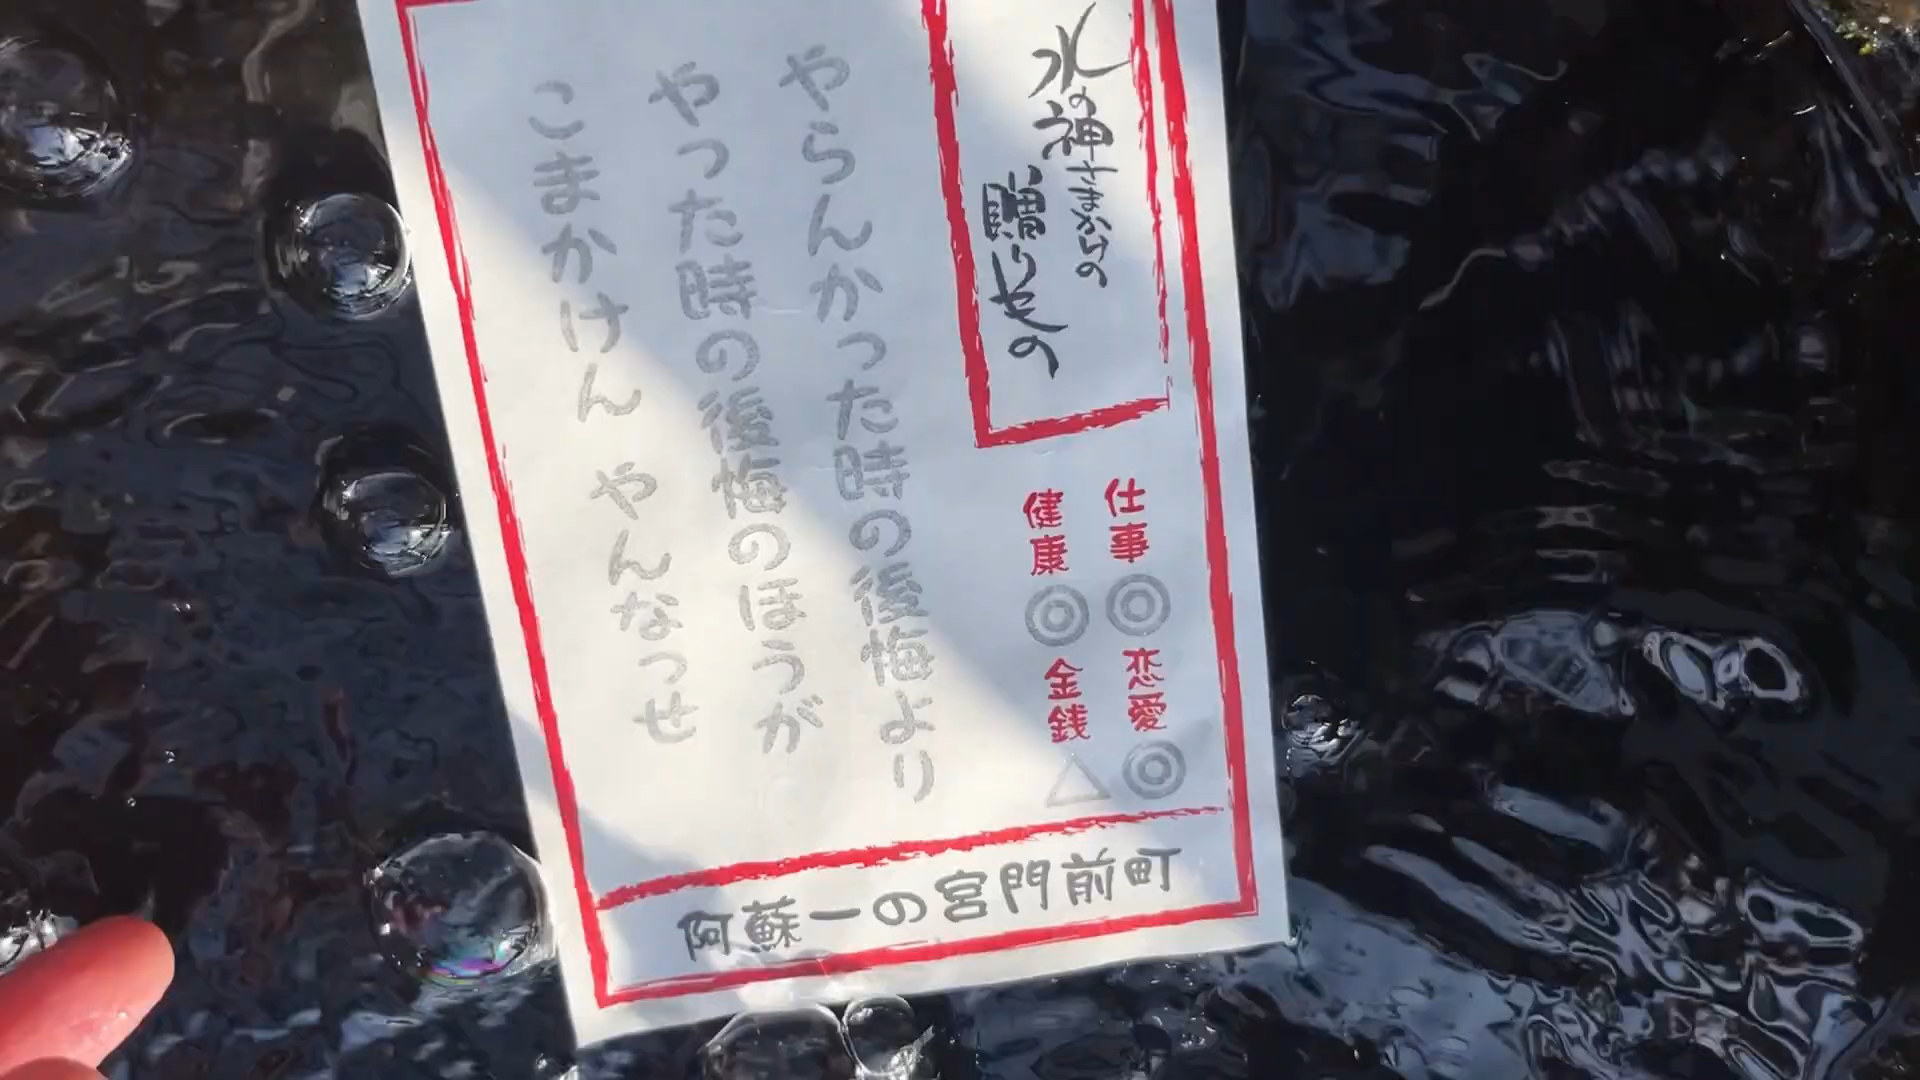 水の神さまからの
贈りもの
仕事◎恋愛◎
健康◎金銭△
やらんかった時の後悔より
やった時の後悔のほうが
こまかけん やんなっせ
阿蘇一の宮門前町